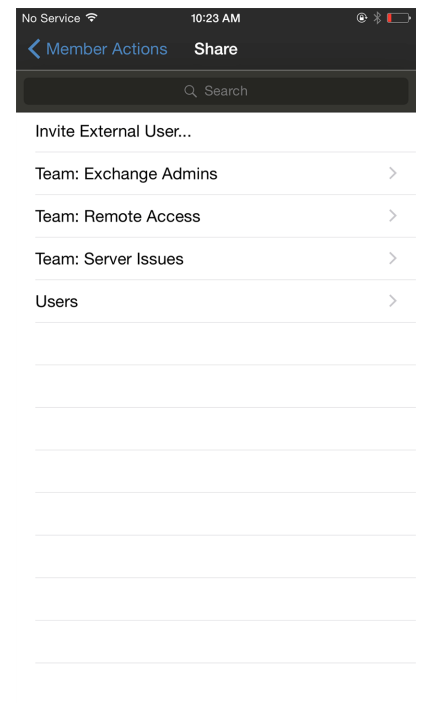 No Service 10:23 AM
Member Actions Share
Search
Invite External User...
Team: Exchange Admins
Team: Remote Access
Team: Server Issues
Users